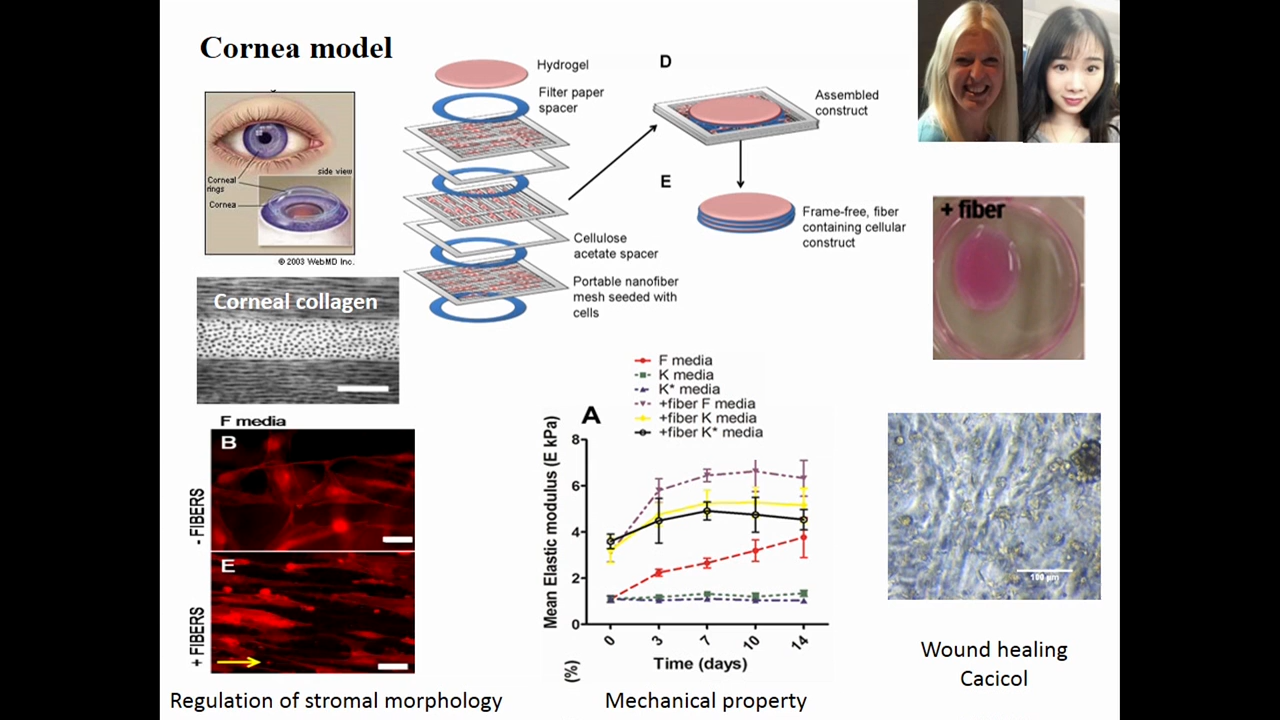 Cornea model
Corneal
rings
side view
Cornea
© 2003 WebMD Inc.
Corneal collagen
Hydrogel
Filter paper
spacer
Cellulose
acetate spacer
Portable nanofiber
mesh seeded with
cells
D
Assembled
construct
E
Frame-free, fiber
containing cellular
construct
+ fiber
F media
B
- FIBERS
E
+ FIBERS
Regulation of stromal morphology
F media
K media
K* media
+fiber F media
+fiber K media
+fiber K* media
A
Mean Elastic modulus (E kPa)
8
6
4
2
0
0 3 7 10 14
Time (days)
(%)
Mechanical property
100 µm
Wound healing
Cacicol